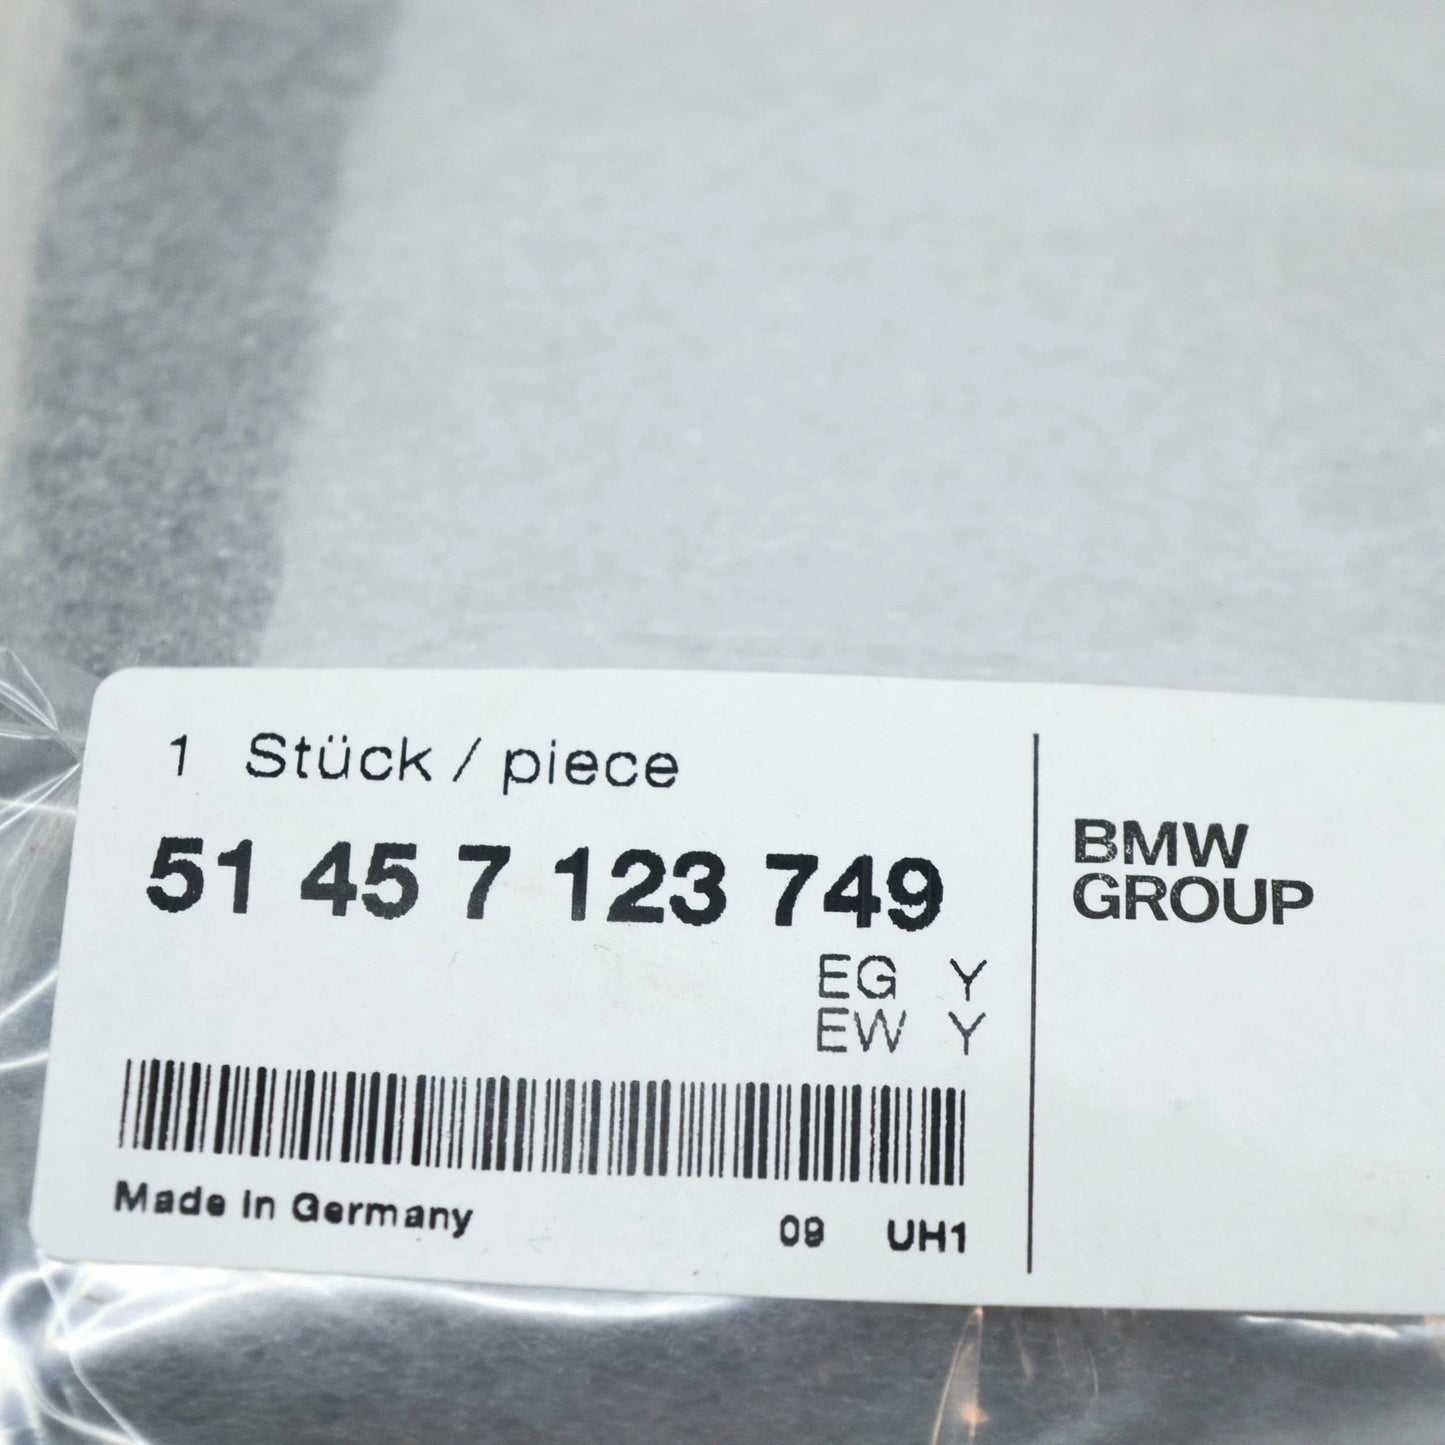 1 Stück / piece
51 45 7 123 749
EG Y
EW Y
Made in Germany 09 UH1
BMW
GROUP